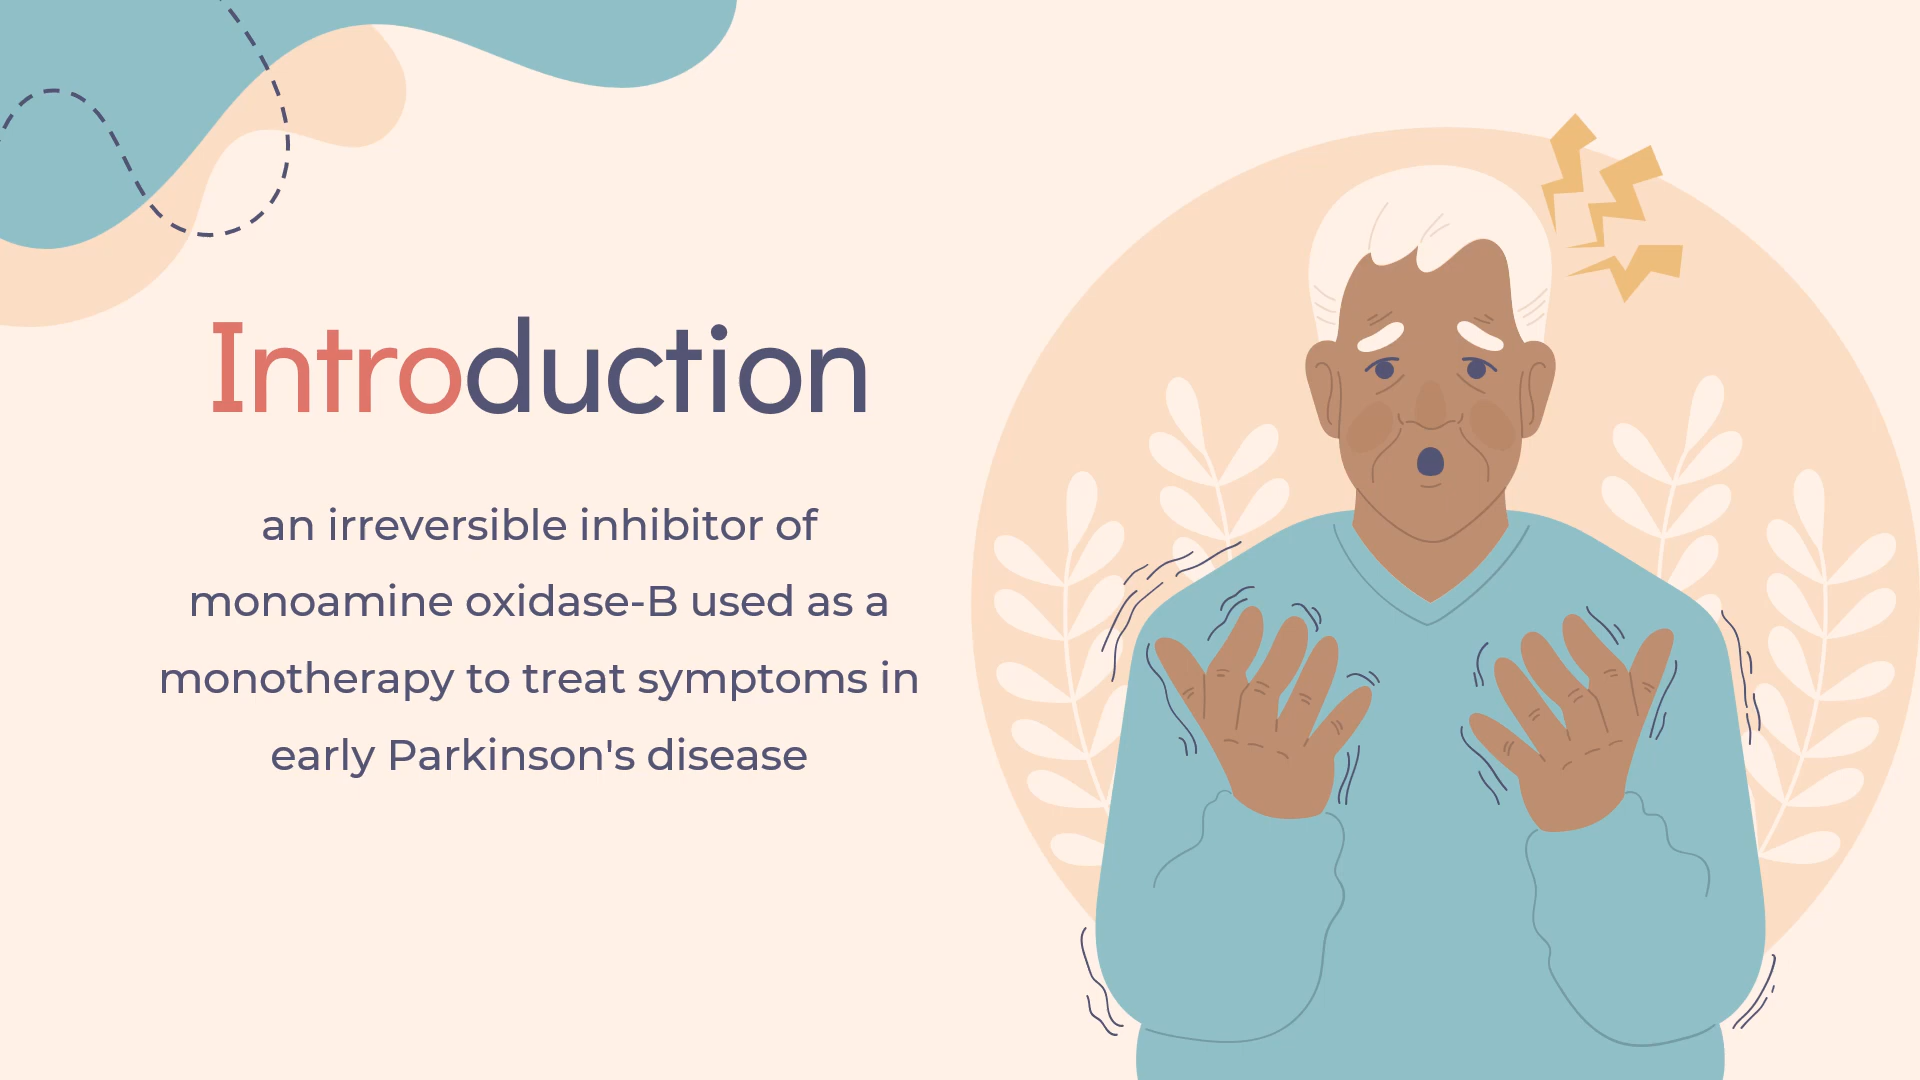 Introduction
an irreversible inhibitor of
monoamine oxidase-B used as a
monotherapy to treat symptoms in
early Parkinson's disease